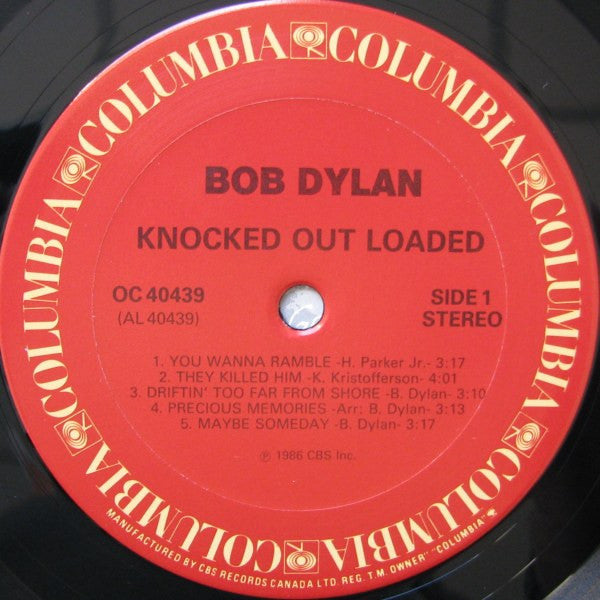 COLUMBIA COLUMBIA COLUMBIA COLUMBIA COLUMBIA COLUMBIA COLUMBIA COLUMBIA
BOB DYLAN
KNOCKED OUT LOADED
OC 40439
(AL 40439)
SIDE 1
STEREO
1. YOU WANNA RAMBLE -H. Parker Jr.- 3:17
2. THEY KILLED HIM -K. Kristofferson- 4:01
3. DRIFTIN' TOO FAR FROM SHORE -B. Dylan- 3:10
4. PRECIOUS MEMORIES -Arr: B. Dylan- 3:13
5. MAYBE SOMEDAY -B. Dylan- 3:17
℗ 1986 CBS Inc.
MANUFACTURED BY CBS RECORDS CANADA LTD. REG. T.M. OWNER "COLUMBIA"